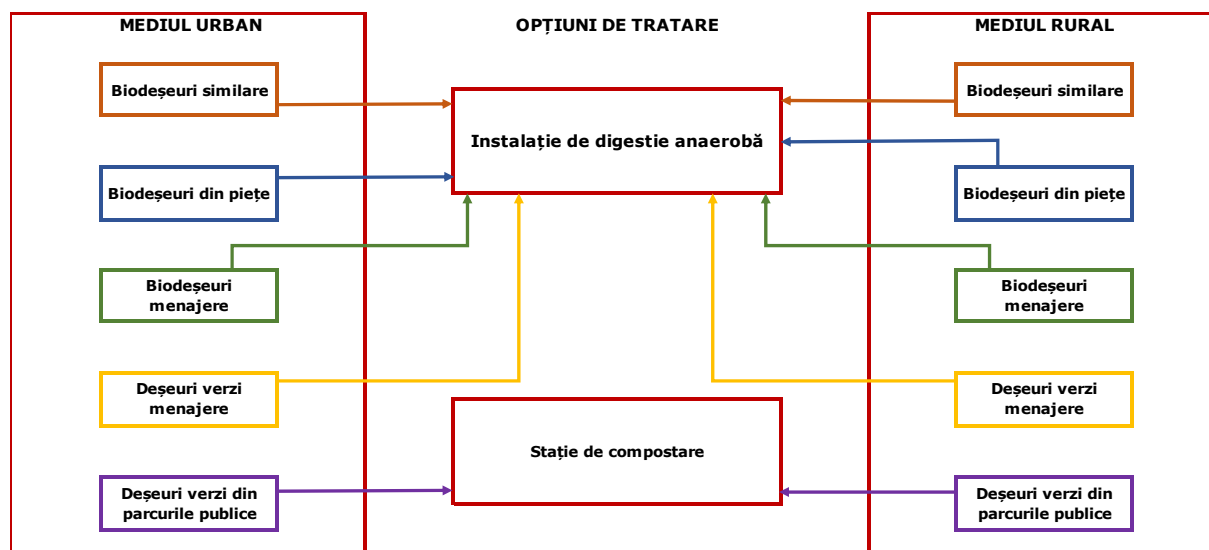 MEDIUL URBAN
OPȚIUNI DE TRATARE
MEDIUL RURAL
Biodeșeuri similare
Biodeșeuri similare
Instalație de digestie anaerobă
Biodeșeuri din piețe
Biodeșeuri din piețe
Biodeșeuri
menajere
Biodeșeuri
menajere
Deșeuri verzi
menajere
Deșeuri verzi
menajere
Stație de compostare
Deșeuri verzi din
parcurile publice
Deșeuri verzi din
parcurile publice